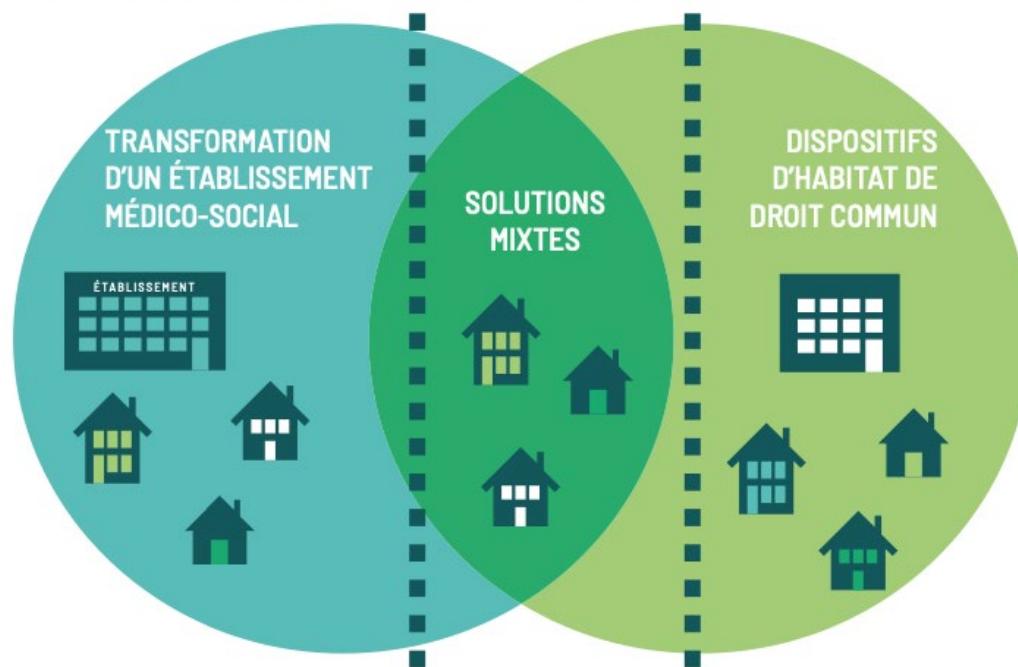 TRANSFORMATION
D'UN ÉTABLISSEMENT
MÉDICO-SOCIAL
ÉTABLISSEMENT
SOLUTIONS
MIXTES
DISPOSITIFS
D'HABITAT DE
DROIT COMMUN